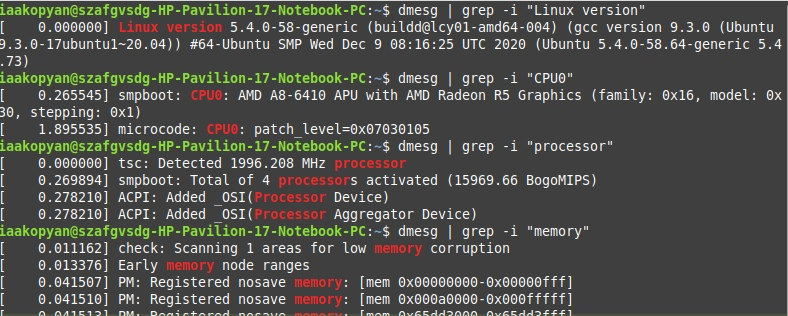 iaakopyan@szafgvsdg-HP-Pavilion-17-Notebook-PC:~$ dmesg | grep -i "Linux version"
[    0.000000] Linux version 5.4.0-58-generic (buildd@lcy01-amd64-004) (gcc version 9.3.0 (Ubuntu
9.3.0-17ubuntu1~20.04)) #64-Ubuntu SMP Wed Dec 9 08:16:25 UTC 2020 (Ubuntu 5.4.0-58.64-generic 5.4
.73)
iaakopyan@szafgvsdg-HP-Pavilion-17-Notebook-PC:~$ dmesg | grep -i "CPU0"
[    0.265545] smpboot: CPU0: AMD A8-6410 APU with AMD Radeon R5 Graphics (family: 0x16, model: 0x
30, stepping: 0x1)
[    1.895535] microcode: CPU0: patch_level=0x07030105
iaakopyan@szafgvsdg-HP-Pavilion-17-Notebook-PC:~$ dmesg | grep -i "processor"
[    0.000000] tsc: Detected 1996.208 MHz processor
[    0.269894] smpboot: Total of 4 processors activated (15969.66 BogoMIPS)
[    0.278210] ACPI: Added _OSI(Processor Device)
[    0.278210] ACPI: Added _OSI(Processor Aggregator Device)
iaakopyan@szafgvsdg-HP-Pavilion-17-Notebook-PC:~$ dmesg | grep -i "memory"
[    0.011162] check: Scanning 1 areas for low memory corruption
[    0.013376] Early memory node ranges
[    0.041507] PM: Registered nosave memory: [mem 0x00000000-0x00000fff]
[    0.041510] PM: Registered nosave memory: [mem 0x000a0000-0x000fffff]
[    0.041513] PM: Registered nosave memory: [mem 0x65dd3000-0x65dd3fff]